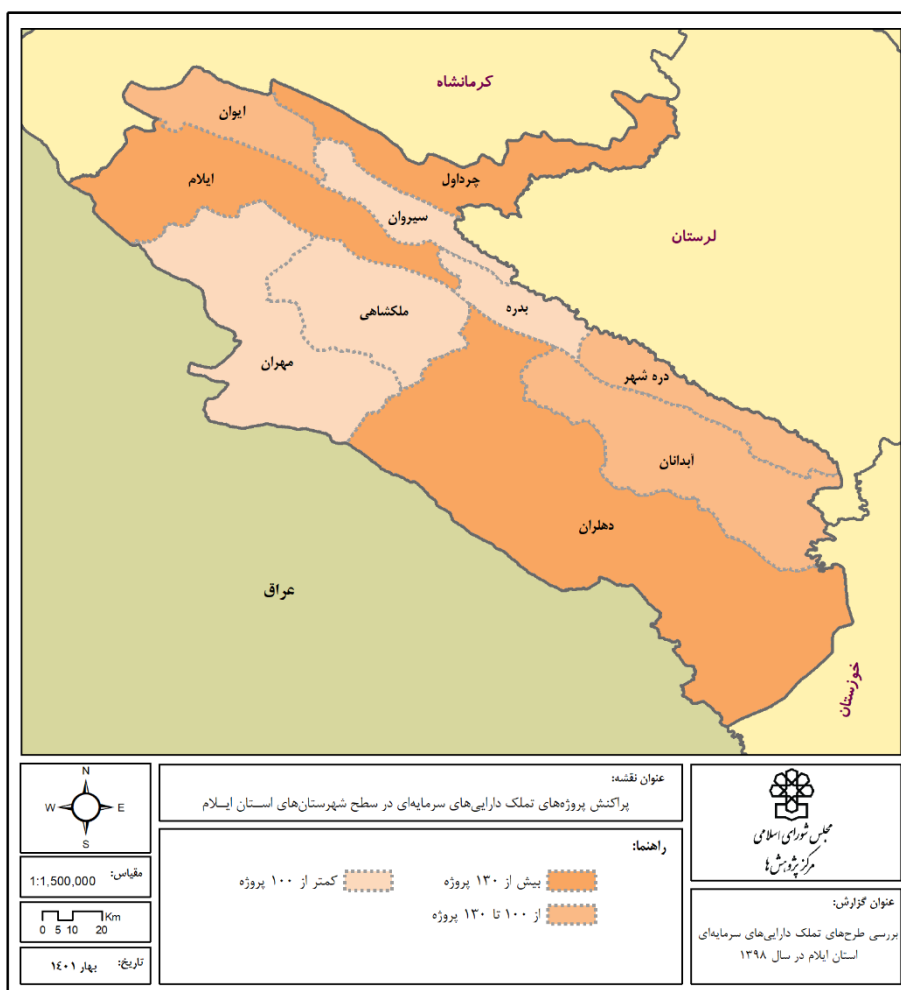 کرمانشاه
ایوان
چرداول
ایلام
سیروان
لرستان
بدره
ملکشاهی
مهران
دره شهر
آبدانان
دهلران
عراق
خوزستان
مجلس شورای اسلامی
مرکز پژوهش‌ها
عنوان گزارش:
بررسی طرح‌های تملک دارایی‌های سرمایه‌ای
استان ایلام در سال ۱۳۹۸
عنوان نقشه:
پراکنش پروژه‌های تملک دارایی‌های سرمایه‌ای در سطح شهرستان‌های اســتان ایــلام
راهنما:
بیش از ۱۳۰ پروژه
کمتر از ۱۰۰ پروژه
از ۱۰۰ تا ۱۳۰ پروژه
N
W E
S
مقیاس: 1:1,500,000
Km
0 5 10 20
تاریخ: بهار ۱٤۰۱